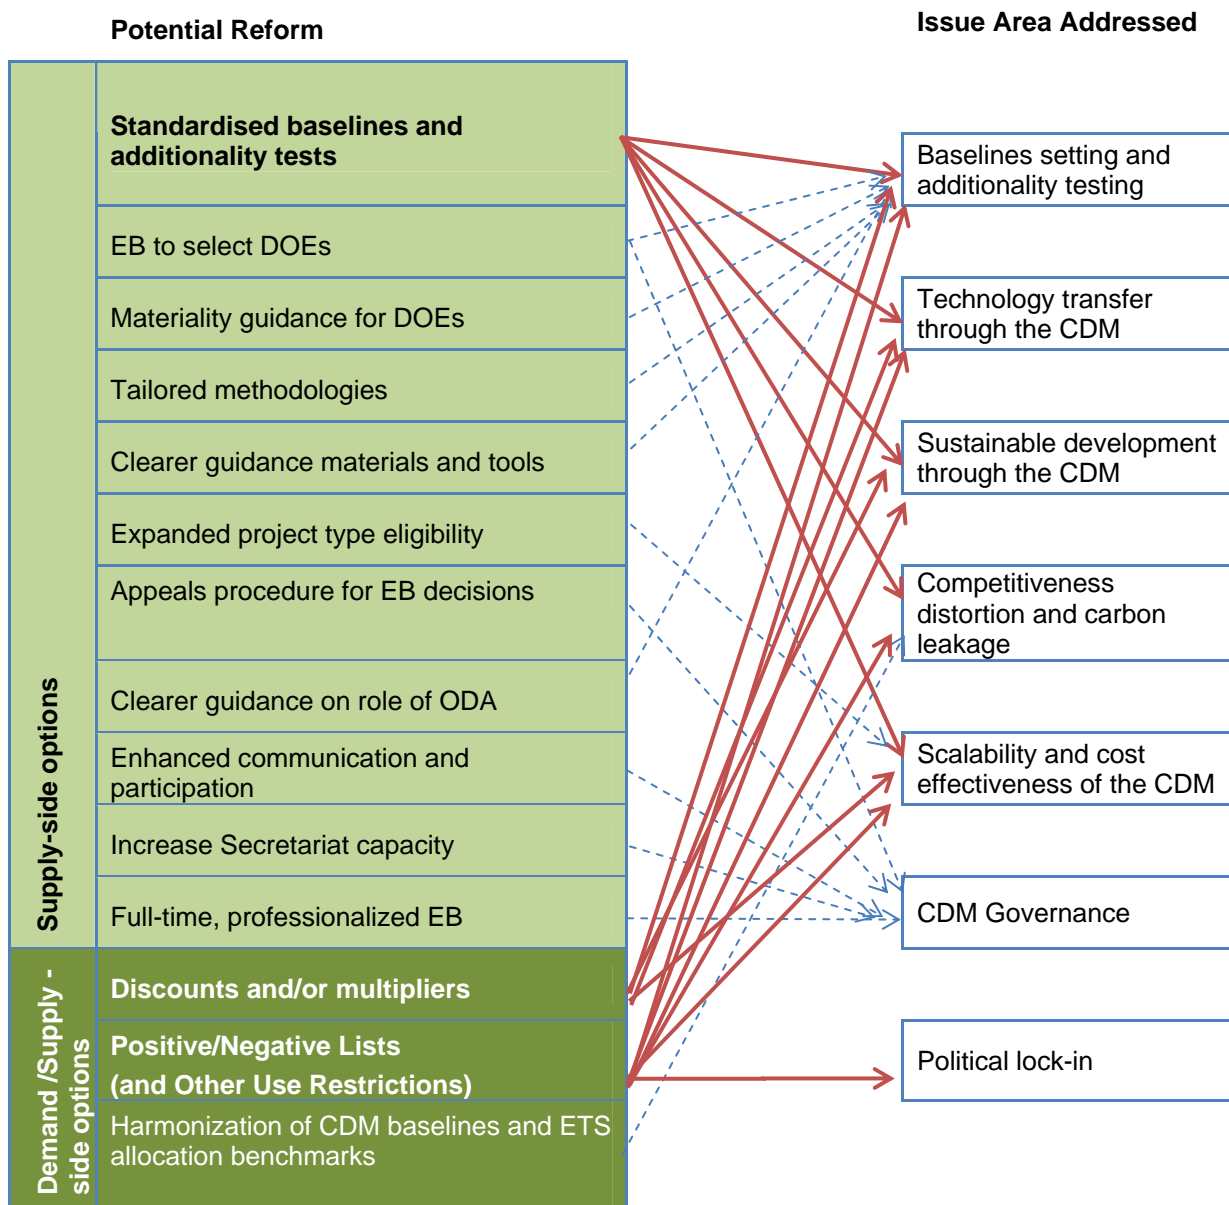 Potential Reform
Issue Area Addressed
Supply-side options
Standardised baselines and
additionality tests
EB to select DOEs
Materiality guidance for DOEs
Tailored methodologies
Clearer guidance materials and tools
Expanded project type eligibility
Appeals procedure for EB decisions
Clearer guidance on role of ODA
Enhanced communication and
participation
Increase Secretariat capacity
Full-time, professionalized EB
Demand /Supply -
side options
Discounts and/or multipliers
Positive/Negative Lists
(and Other Use Restrictions)
Harmonization of CDM baselines and ETS
allocation benchmarks
Baselines setting and
additionality testing
Technology transfer
through the CDM
Sustainable development
through the CDM
Competitiveness
distortion and carbon
leakage
Scalability and cost
effectiveness of the CDM
CDM Governance
Political lock-in